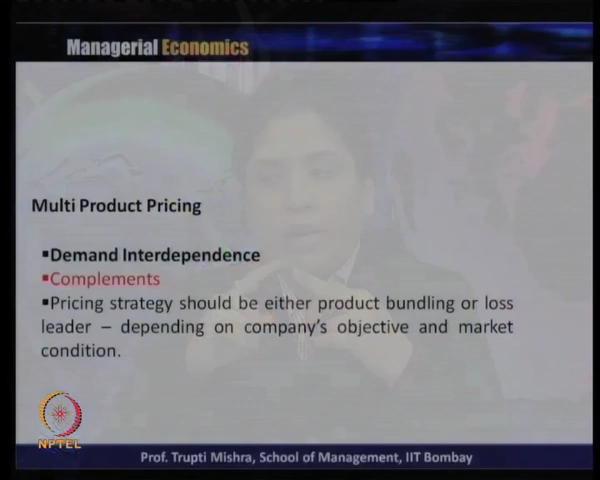 Managerial Economics
Multi Product Pricing
▪Demand Interdependence
▪Complements
▪Pricing strategy should be either product bundling or loss
leader – depending on company's objective and market
condition.
NPTEL
Prof. Trupti Mishra, School of Management, IIT Bombay